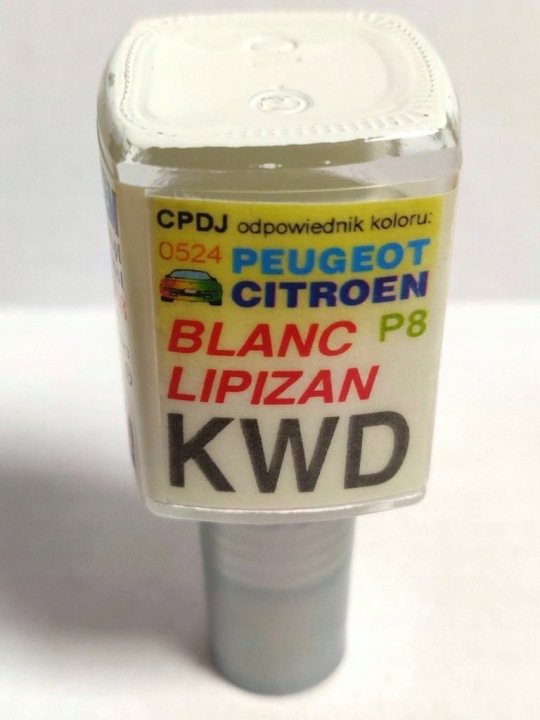 CPDJ odpowiednik koloru:
0524 PEUGEOT
CITROEN
BLANC P8
LIPIZAN
KWD